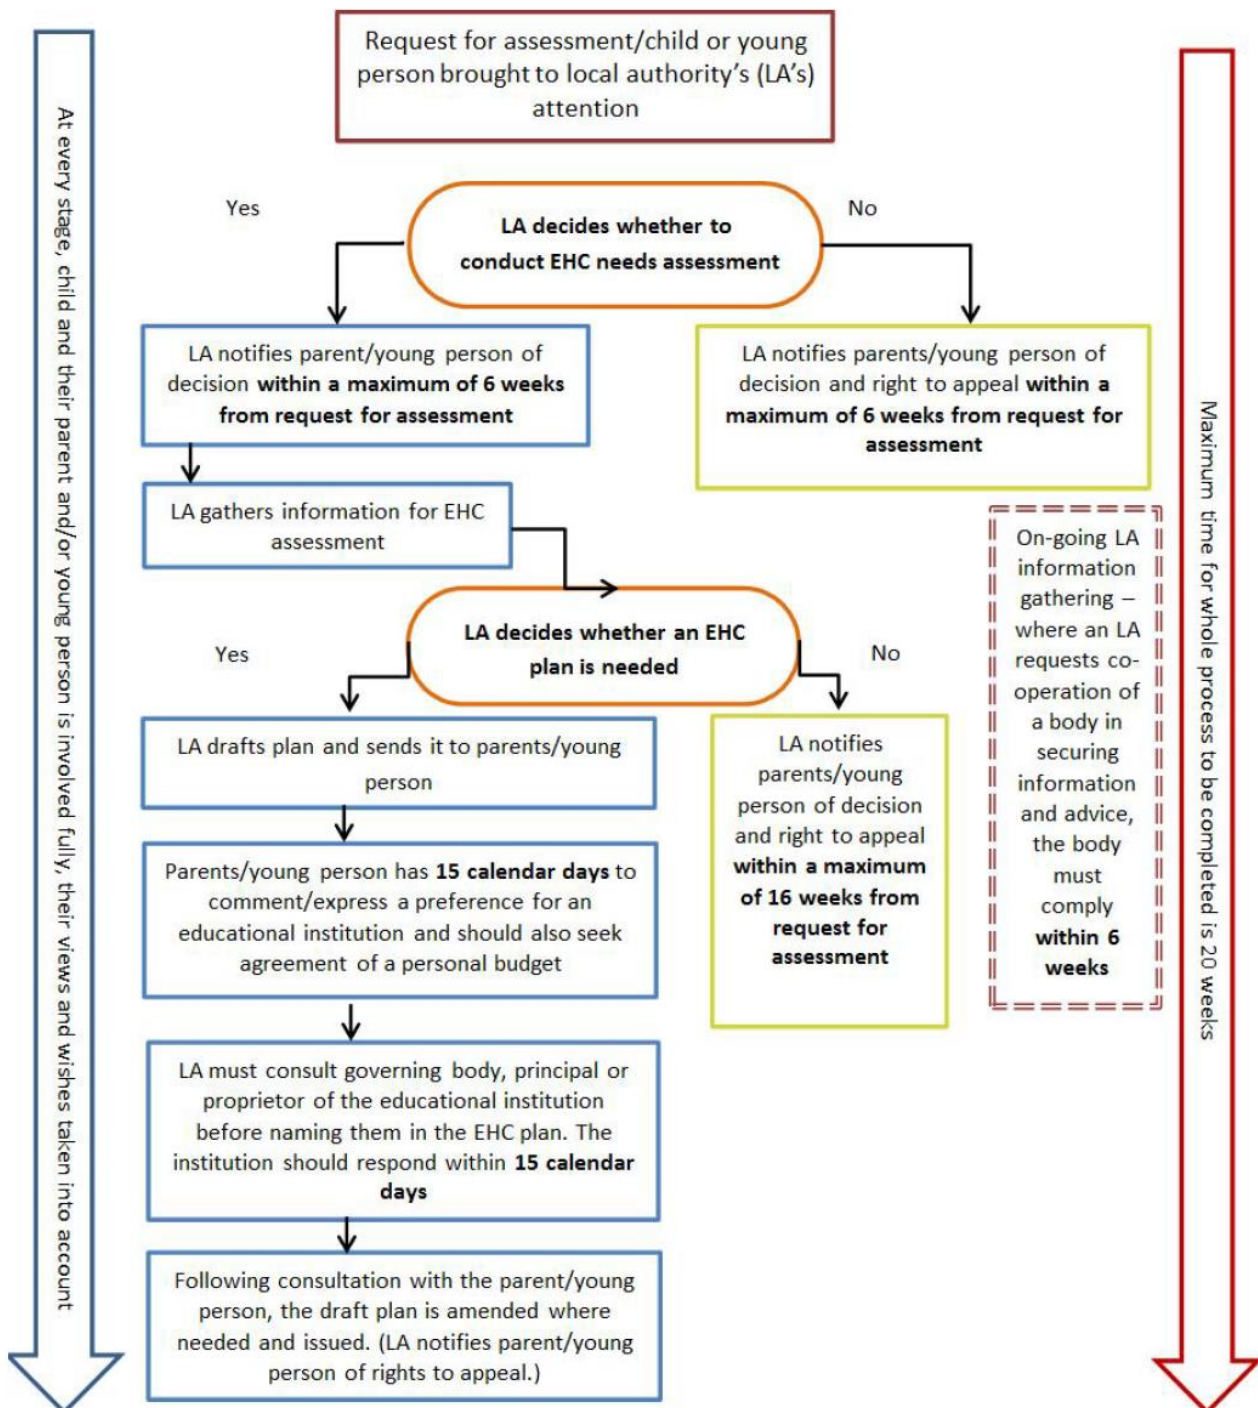 Request for assessment/child or young
person brought to local authority's (LA's)
attention
Yes
No
LA decides whether to
conduct EHC needs assessment
LA notifies parent/young person of
decision within a maximum of 6 weeks
from request for assessment
LA notifies parents/young person of
decision and right to appeal within a
maximum of 6 weeks from request for
assessment
LA gathers information for EHC
assessment
On-going LA
information
gathering –
where an LA
requests co-
operation of
a body in
securing
information
and advice,
the body
must
comply
within 6
weeks
LA decides whether an EHC
plan is needed
Yes
No
LA drafts plan and sends it to parents/young
person
LA notifies
parents/young
person of decision
and right to appeal
within a maximum
of 16 weeks from
request for
assessment
Parents/young person has 15 calendar days to
comment/express a preference for an
educational institution and should also seek
agreement of a personal budget
LA must consult governing body, principal or
proprietor of the educational institution
before naming them in the EHC plan. The
institution should respond within 15 calendar
days
Following consultation with the parent/young
person, the draft plan is amended where
needed and issued. (LA notifies parent/young
person of rights to appeal.)
At every stage, child and their parent and/or young person is involved fully, their views and wishes taken into account
Maximum time for whole process to be completed is 20 weeks